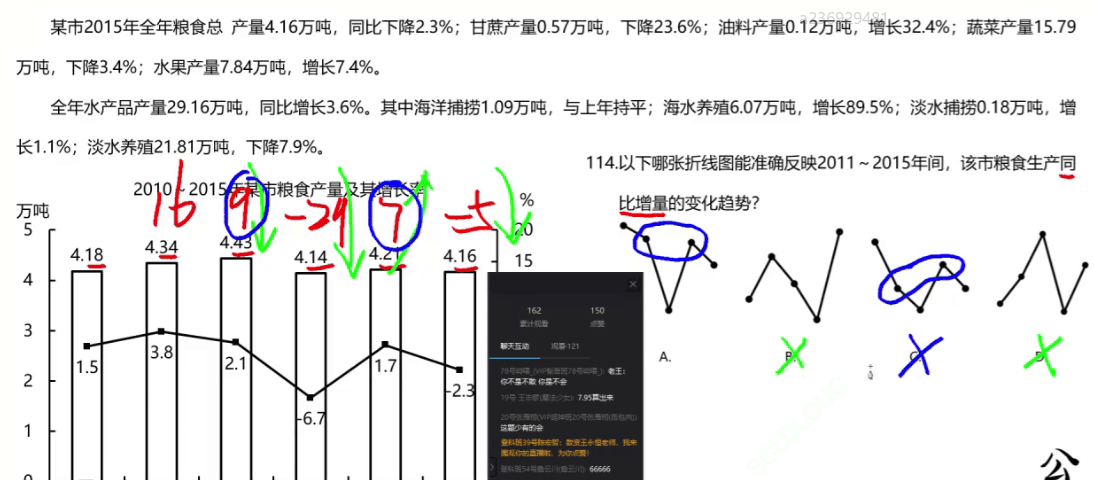 a236929481
某市2015年全年粮食总 产量4.16万吨，同比下降2.3%；甘蔗产量0.57万吨，下降23.6%；油料产量0.12万吨，增长32.4%；蔬菜产量15.79
万吨，下降3.4%；水果产量7.84万吨，增长7.4%。
全年水产品产量29.16万吨，同比增长3.6%。其中海洋捕捞1.09万吨，与上年持平；海水养殖6.07万吨，增长89.5%；淡水捕捞0.18万吨，增
长1.1%；淡水养殖21.81万吨，下降7.9%。
114.以下哪张折线图能准确反映2011～2015年间，该市粮食生产同
比增量的变化趋势?
2010～2015年某市粮食产量及其增长率
万吨
%
16 9 -29 7 -5
5
20
15
4.18 4.34 4.43 4.14 4.21 4.16
4
3
2
1
0
1.5 3.8 2.1 -6.7 1.7 -2.3
A. B. C. D.
162 150
累计观看 点赞
聊天互动 观看·121
老王：
你不是不敢 你是不会
7.95算出来
这题少有的会
66666
公